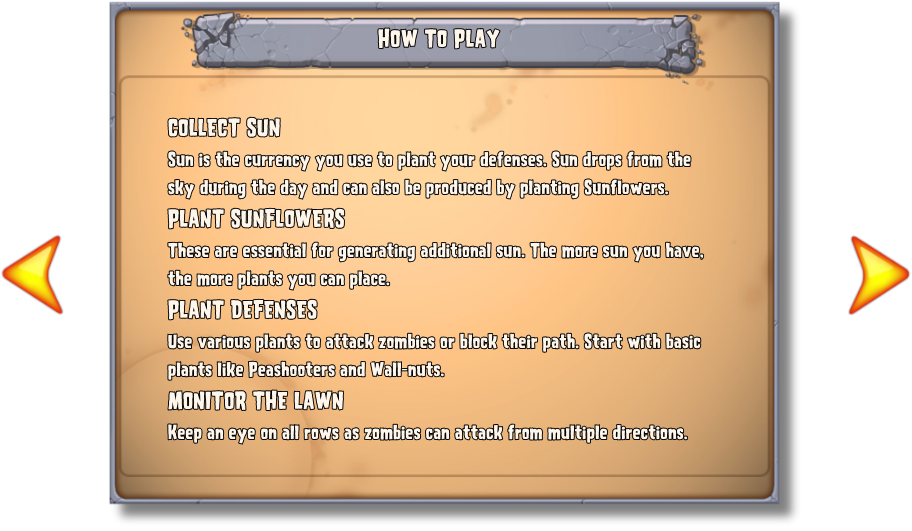 HOW TO PLAY
COLLECT SUN
Sun is the currency you use to plant your defenses. Sun drops from the
sky during the day and can also be produced by planting Sunflowers.
PLANT SUNFLOWERS
These are essential for generating additional sun. The more sun you have,
the more plants you can place.
PLANT DEFENSES
Use various plants to attack zombies or block their path. Start with basic
plants like Peashooters and Wall-nuts.
MONITOR THE LAWN
Keep an eye on all rows as zombies can attack from multiple directions.